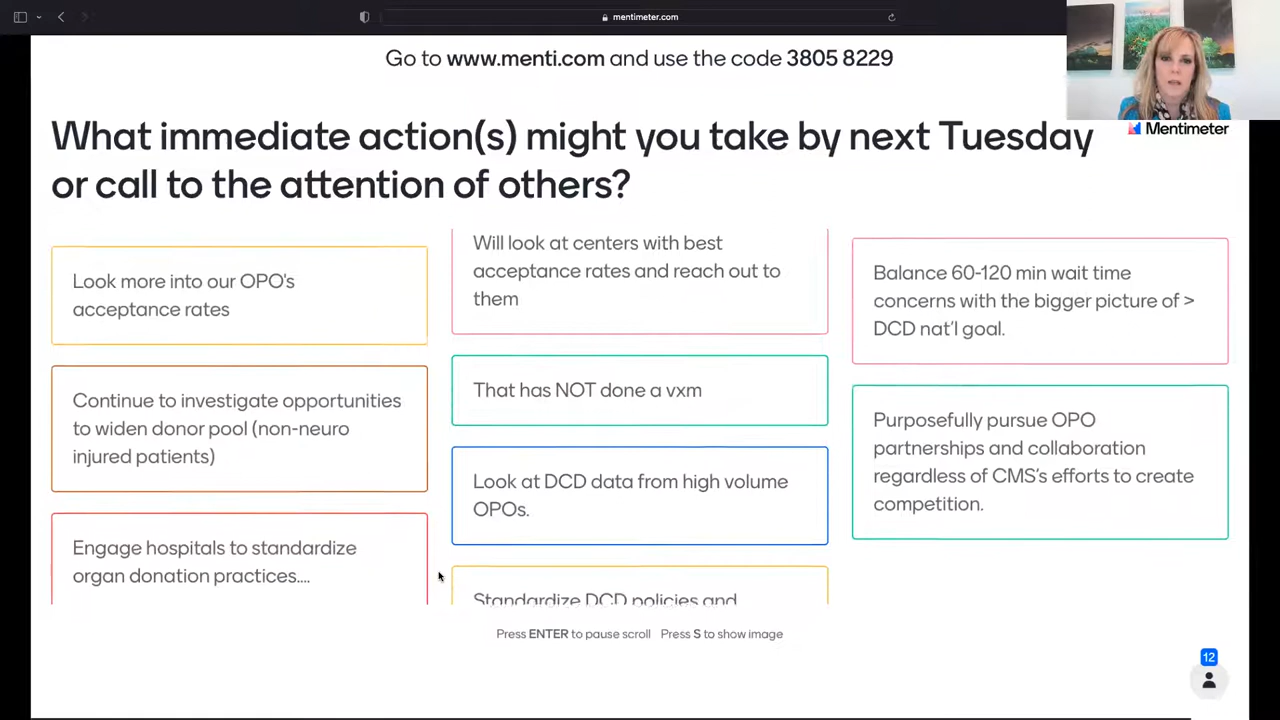 mentimeter.com
Go to www.menti.com and use the code 3805 8229
What immediate action(s) might you take by next Tuesday
or call to the attention of others?
Mentimeter
Look more into our OPO's
acceptance rates
Continue to investigate opportunities
to widen donor pool (non-neuro
injured patients)
Engage hospitals to standardize
organ donation practices....
Will look at centers with best
acceptance rates and reach out to
them
That has NOT done a vxm
Look at DCD data from high volume
OPOs.
Standardize DCD policies and
Balance 60-120 min wait time
concerns with the bigger picture of >
DCD nat'l goal.
Purposefully pursue OPO
partnerships and collaboration
regardless of CMS's efforts to create
competition.
Press ENTER to pause scroll Press S to show image
12